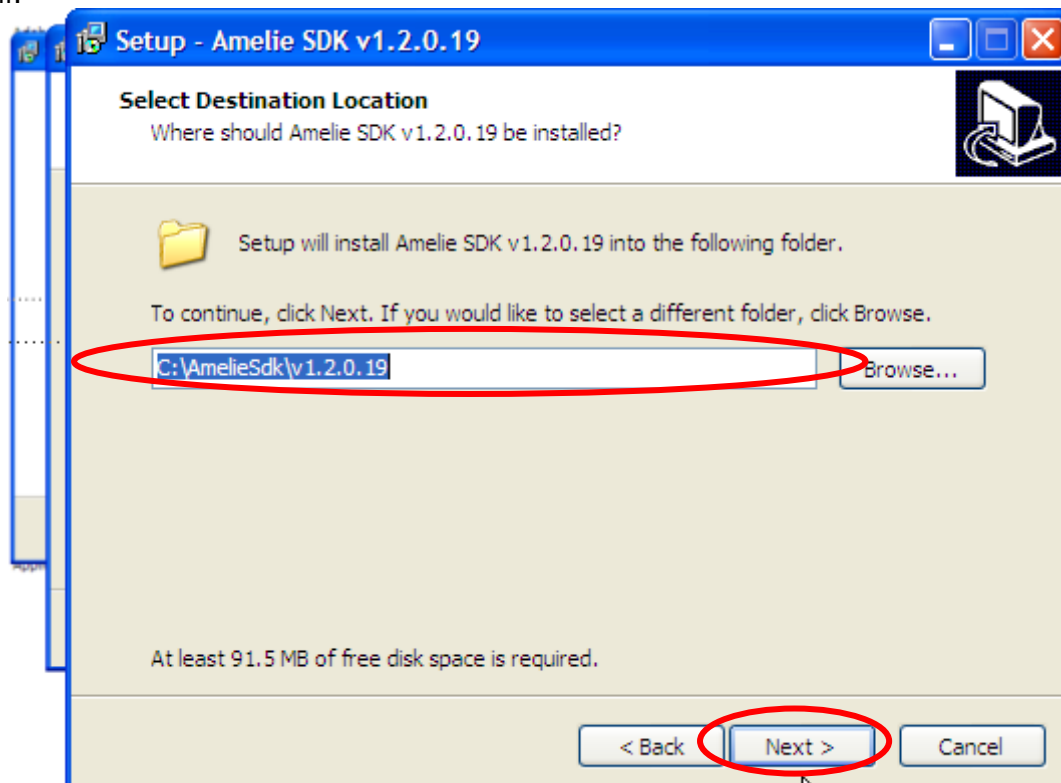 Setup - Amelie SDK v1.2.0.19
Select Destination Location
Where should Amelie SDK v1.2.0.19 be installed?
Setup will install Amelie SDK v1.2.0.19 into the following folder.
To continue, click Next. If you would like to select a different folder, click Browse.
C:\AmelieSdk\v1.2.0.19
Browse...
At least 91.5 MB of free disk space is required.
< Back
Next >
Cancel